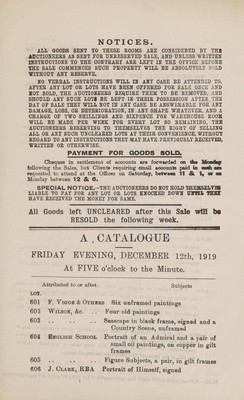 NOTICES.
ALL GOODS SENT TO THESE ROOMS ARE CONSIDERED BY THE
AUCTIONEERS AS SENT FOR UNRESERVED SALE, AND UNLESS WRITTEN
INSTRUCTIONS TO THE CONTRARY ARE LEFT IN THE OFFICE BEFORE
THE SALE COMMENCES SUCH PROPERTY WILL BE ABSOLUTELY SOLD
WITHOUT ANY RESERVE.
NO VERBAL INSTRUCTIONS WILL IN ANY CASE BE ATTENDED TO.
AFTER ANY LOT OR LOTS HAVE BEEN OFFERED FOR SALE ONCE AND
NOT SOLD, THE AUCTIONEERS REQUIRE THEM TO BE REMOVED, AND
SHOULD ANY SUCH LOTS BE LEFT IN THEIR POSSESSION AFTER THE
DAY OF SALE THEY WILL NOT IN ANY CASE BE ANSWERABLE FOR ANY
DAMAGE, LOSS, OR DETERIORATION, IN ANY SHAPE WHATEVER, AND A
CHARGE OF TWO SHILLINGS AND SIXPENCE FOR WAREHOUSE ROOM
WILL BE MADE PER WEEK FOR EVERY LOT SO REMAINING, THE
AUCTIONEERS RESERVING TO THEMSELVES THE RIGHT OF SELLING
ALL OR ANY SUCH UNCLEARED LOTS AT THEIR CONVENIENCE, WITHOUT
REGARD TO ANY INSTRUCTIONS THEY MAY HAVE PREVIOUSLY RECEIVED,
WRITTEN OR OTHERWISE.
PAYMENT FOR GOODS SOLD.
Cheques in settlement of accounts are forwarded on the Monday
following the Sales, but Clients requiring small accounts paid in cash are
requested to attend at the Offices on Saturday, between 11 & 1, or on
Monday between 12 & 6.
SPECIAL NOTICE.—THE AUCTIONEERS DO NOT HOLD THEMSELVES
LIABLE TO PAY FOR ANY LOT OR LOTS KNOCKED DOWN UNTIL THEY
HAVE RECEIVED THE MONEY FOR SAME.
All Goods left UNCLEARED after this Sale will be
RESOLD the following week.
A CATALOGUE
FRIDAY EVENING, DECEMBER 12th, 1919
At FIVE o'clock to the Minute.
Attributed to or after Subjects
LOT.
601 F. VIGGS & OTHERS Six unframed paintings
602 WILSON, &c. .. Four old paintings
603 .. .. Seascape in black frame, signed and a
Country Scene, unframed
604 ENGLISH SCHOOL Portrait of an Admiral and a pair of
small oil paintings, on copper in gilt
frames
605 .. .. Figure Subjects, a pair, in gilt frames
606 J. CLARK, RBA Portrait of Himself, signed